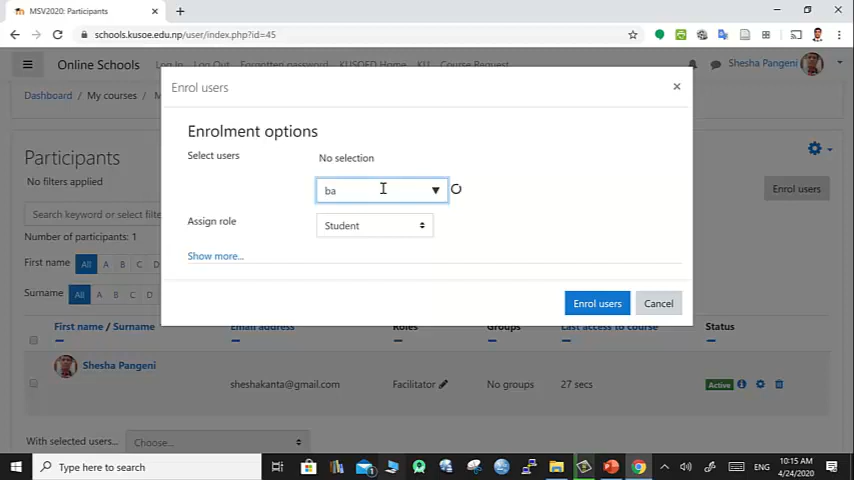 MSV2020: Participants
schools.kusoe.edu.np/user/index.php?id=45
Online Schools Log In Log Out Forgotten password KUSOED Home KU Course Request Shesha Pangeni
Dashboard / My courses / M
Enrol users
Enrolment options
Select users No selection
ba
Assign role Student
Show more...
Enrol users Cancel
Participants
No filters applied
Enrol users
Search keyword or select filte
Number of participants: 1
First name All A B C D
Surname All A B C D
First name / Surname Email address Roles Groups Last access to course Status
Shesha Pangeni sheshakanta@gmail.com Facilitator No groups 27 secs Active
With selected users... Choose...
Type here to search
ENG
10:15 AM
4/24/2020